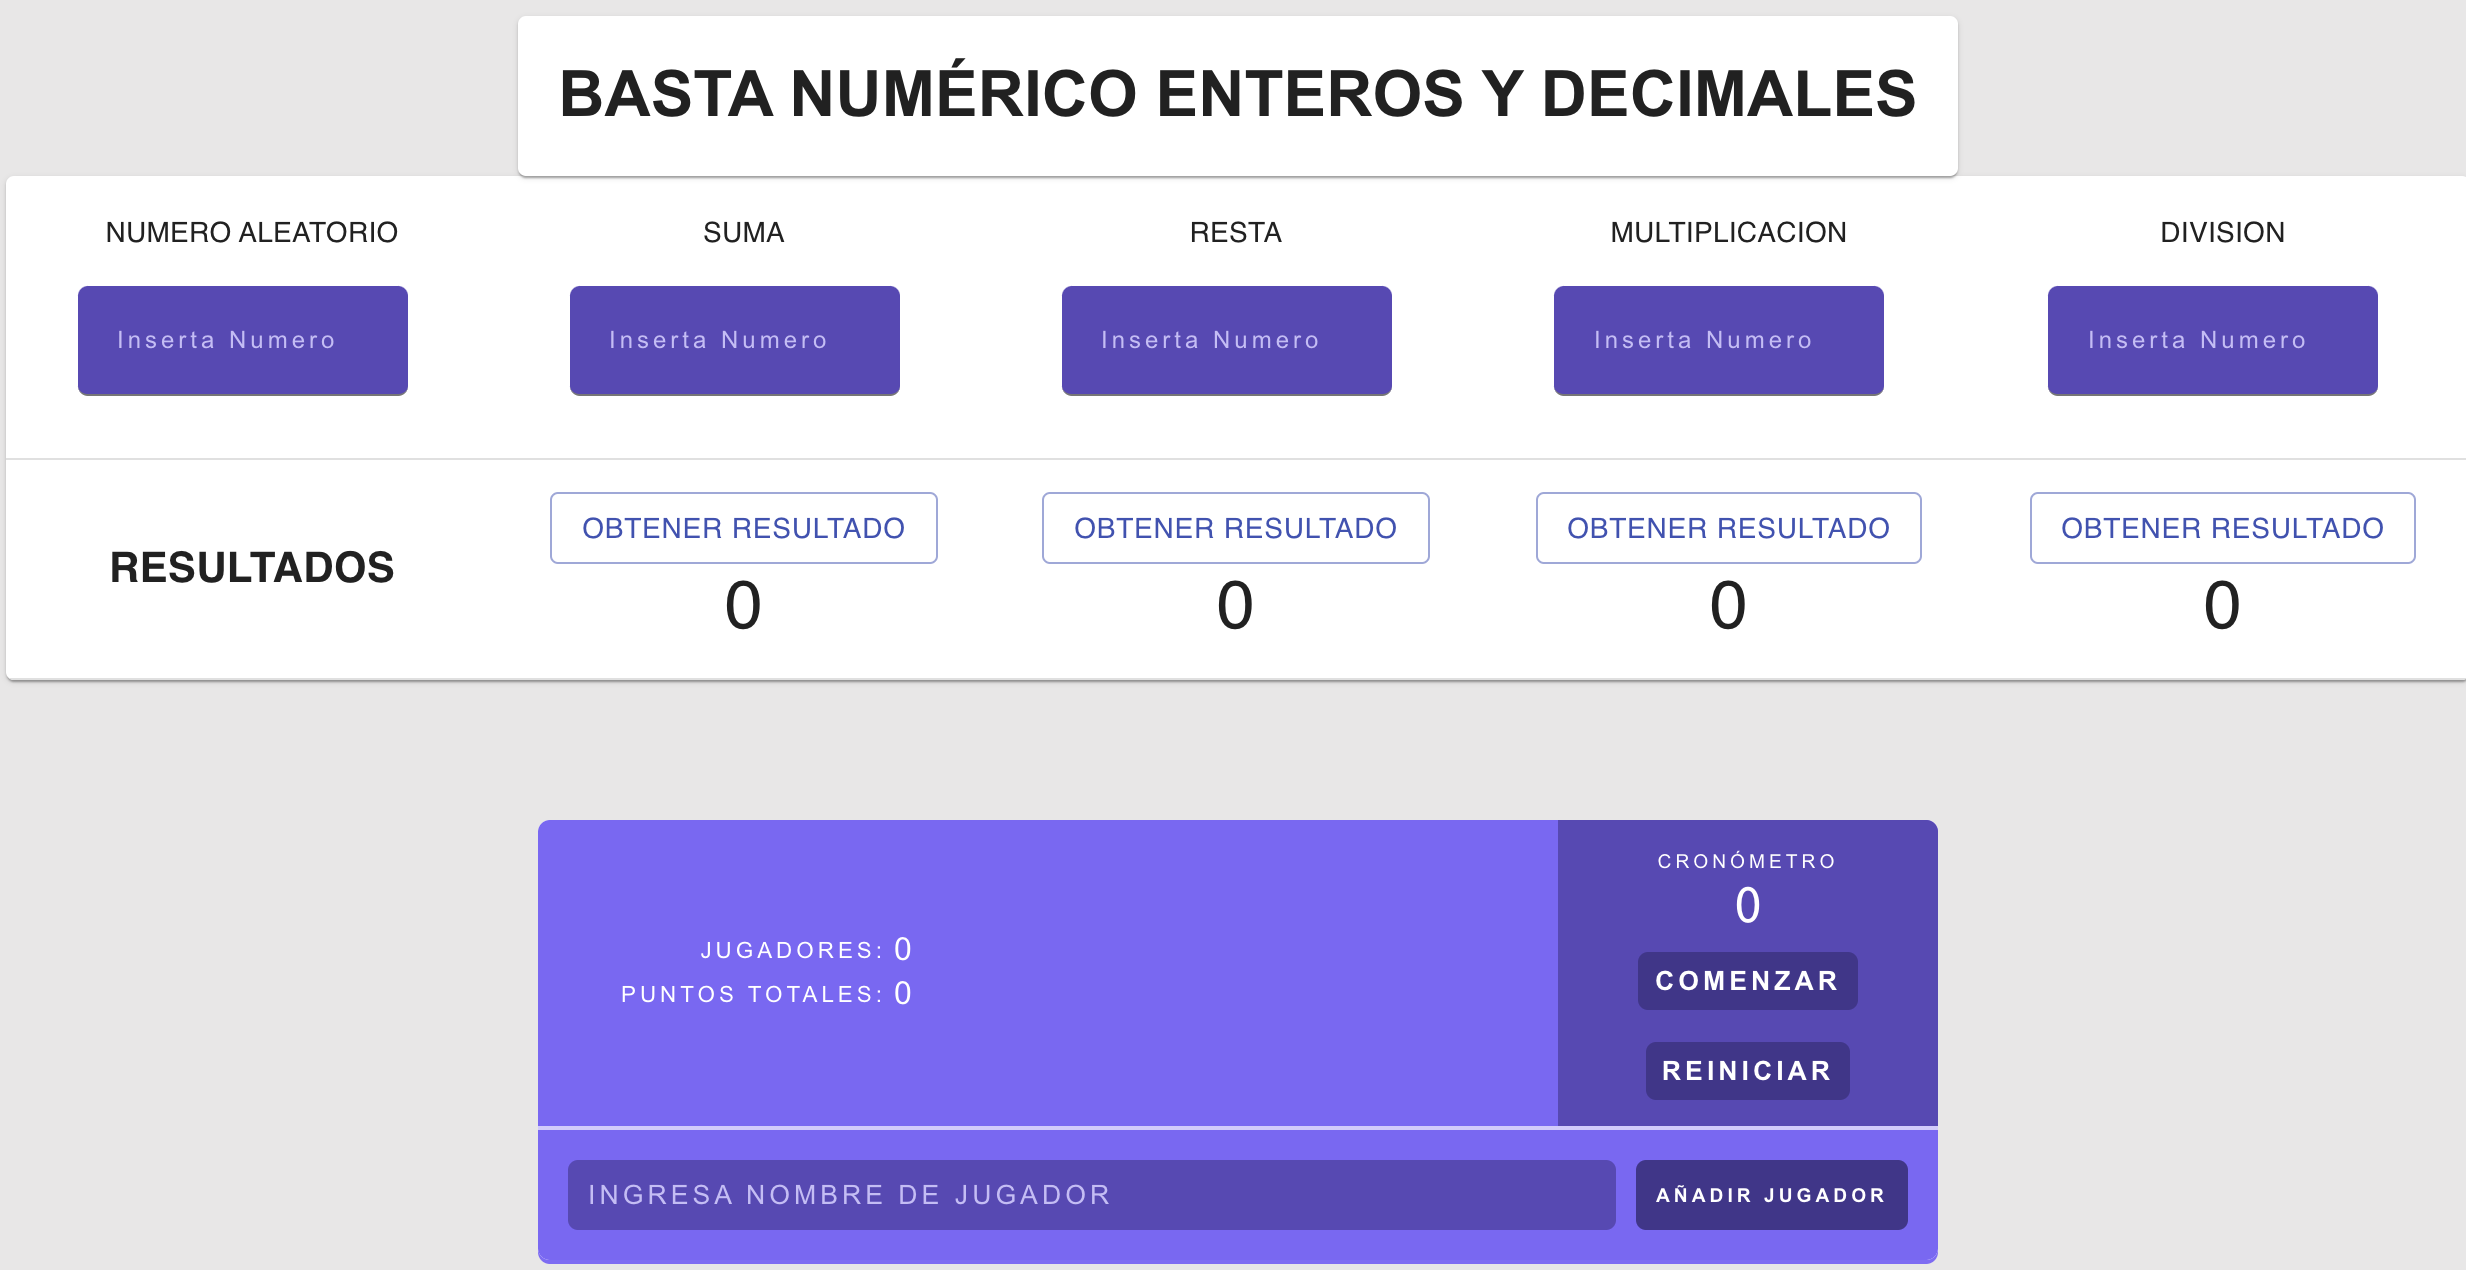 BASTA NUMÉRICO ENTEROS Y DECIMALES
NUMERO ALEATORIO SUMA RESTA MULTIPLICACION DIVISION
Inserta Numero Inserta Numero Inserta Numero Inserta Numero Inserta Numero
OBTENER RESULTADO OBTENER RESULTADO OBTENER RESULTADO OBTENER RESULTADO
RESULTADOS
0 0 0 0
CRONÓMETRO
0
JUGADORES: 0
COMENZAR
PUNTOS TOTALES: 0
REINICIAR
INGRESA NOMBRE DE JUGADOR AÑADIR JUGADOR